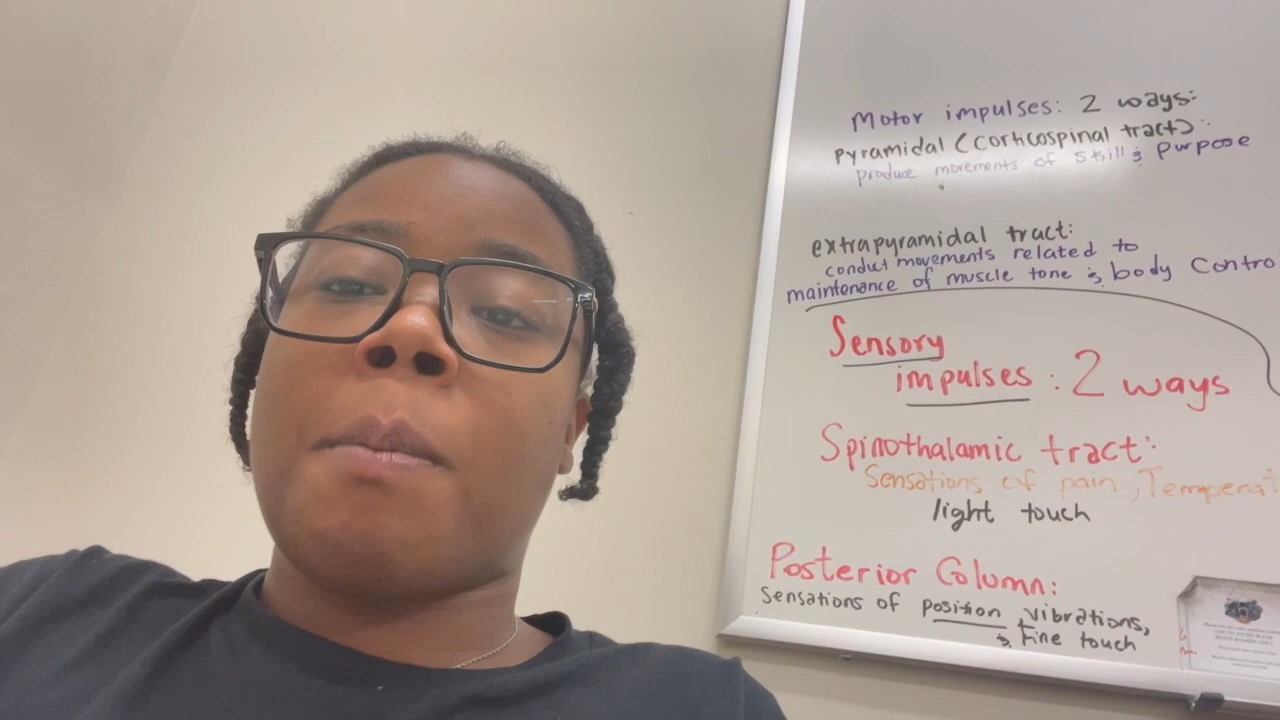 Motor impulses: 2 ways:
pyramidal (corticospinal tract):
produce movements of skill & purpose
extrapyramidal tract:
conduct movements related to
maintenance of muscle tone & body Contro
Sensory
impulses: 2 ways
Spinothalamic tract:
Sensations of pain, Temperat
light touch
Posterior Column:
Sensations of position, vibrations,
& Fine touch